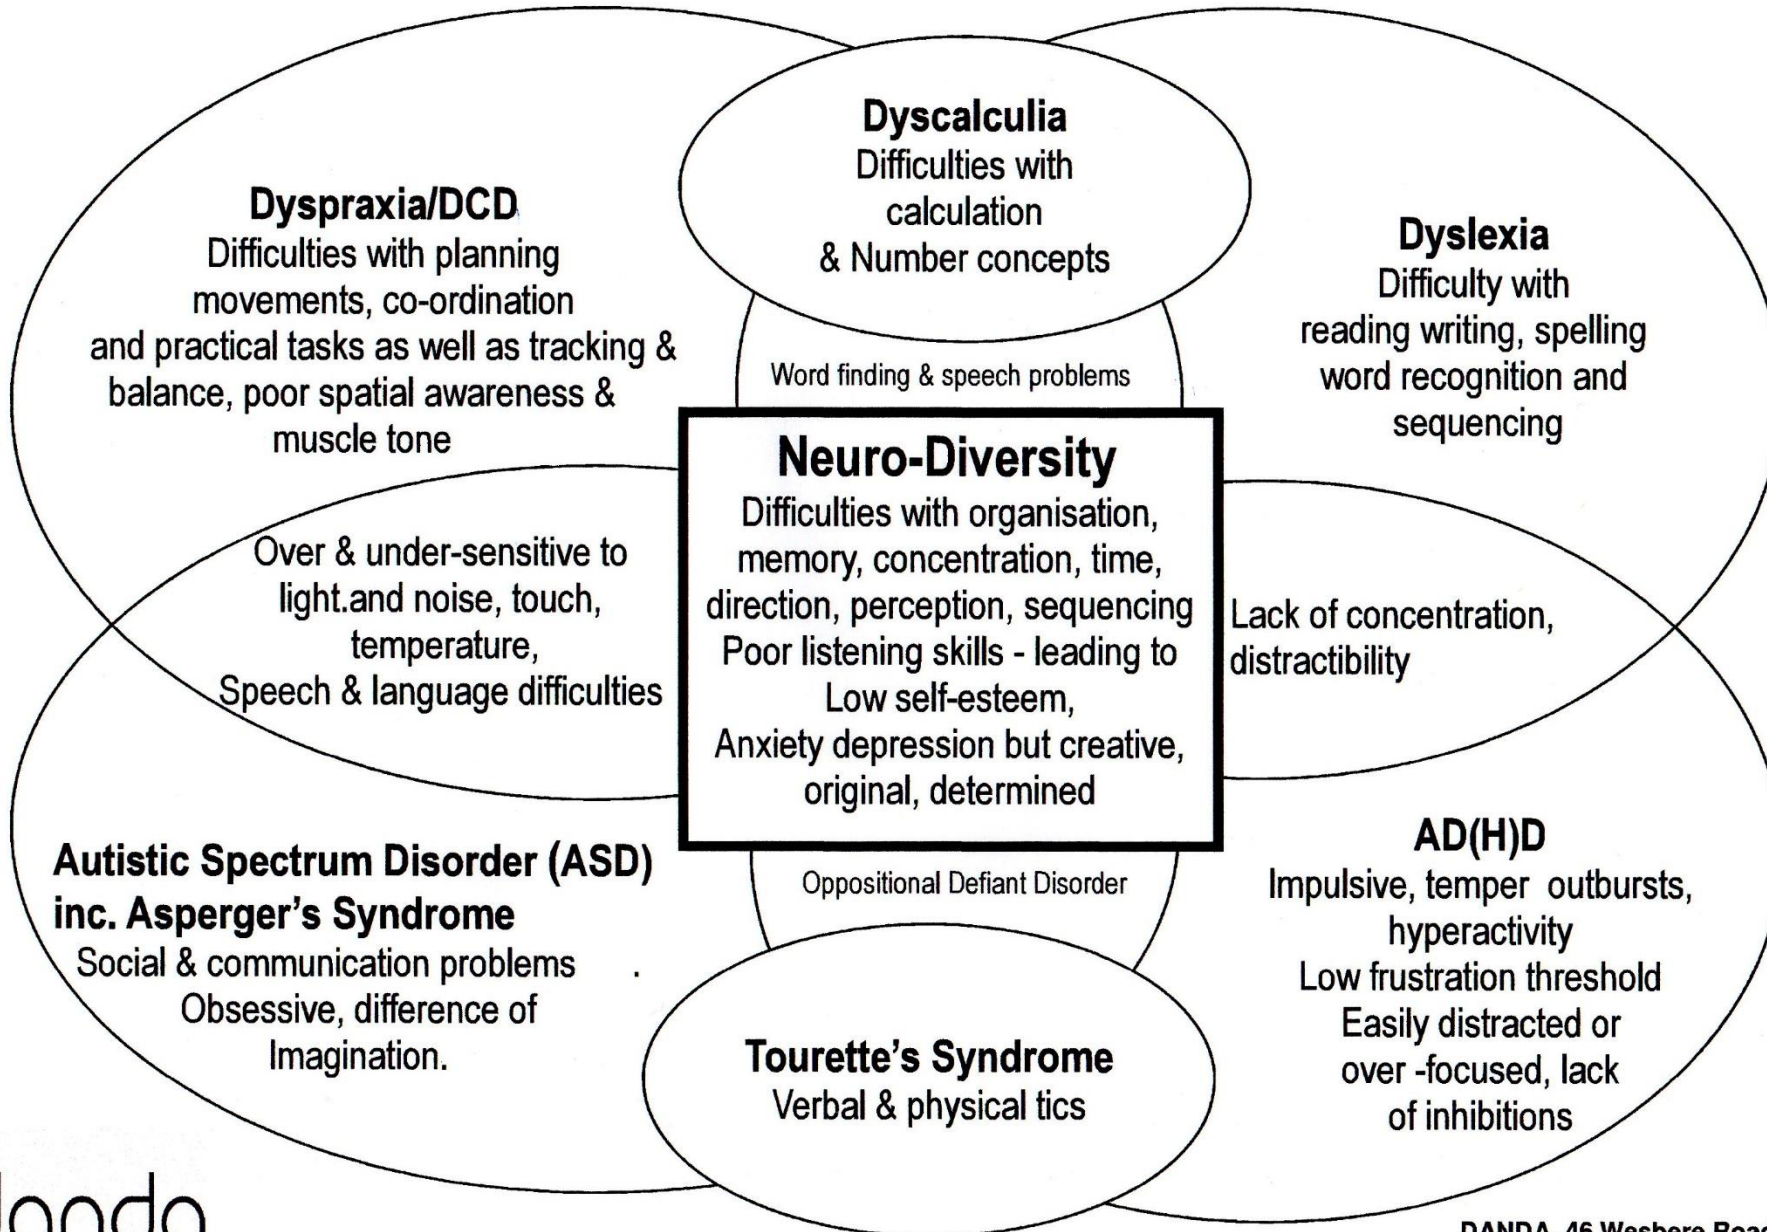 Dyscalculia
Difficulties with
calculation
& Number concepts
Dyspraxia/DCD
Difficulties with planning
movements, co-ordination
and practical tasks as well as tracking &
balance, poor spatial awareness &
muscle tone
Dyslexia
Difficulty with
reading writing, spelling
word recognition and
sequencing
Word finding & speech problems
Neuro-Diversity
Difficulties with organisation,
memory, concentration, time,
direction, perception, sequencing
Poor listening skills - leading to
Low self-esteem,
Anxiety depression but creative,
original, determined
Over & under-sensitive to
light.and noise, touch,
temperature,
Speech & language difficulties
Lack of concentration,
distractibility
Autistic Spectrum Disorder (ASD)
inc. Asperger's Syndrome
Social & communication problems .
Obsessive, difference of
Imagination.
Oppositional Defiant Disorder
AD(H)D
Impulsive, temper outbursts,
hyperactivity
Low frustration threshold
Easily distracted or
over -focused, lack
of inhibitions
Tourette's Syndrome
Verbal & physical tics